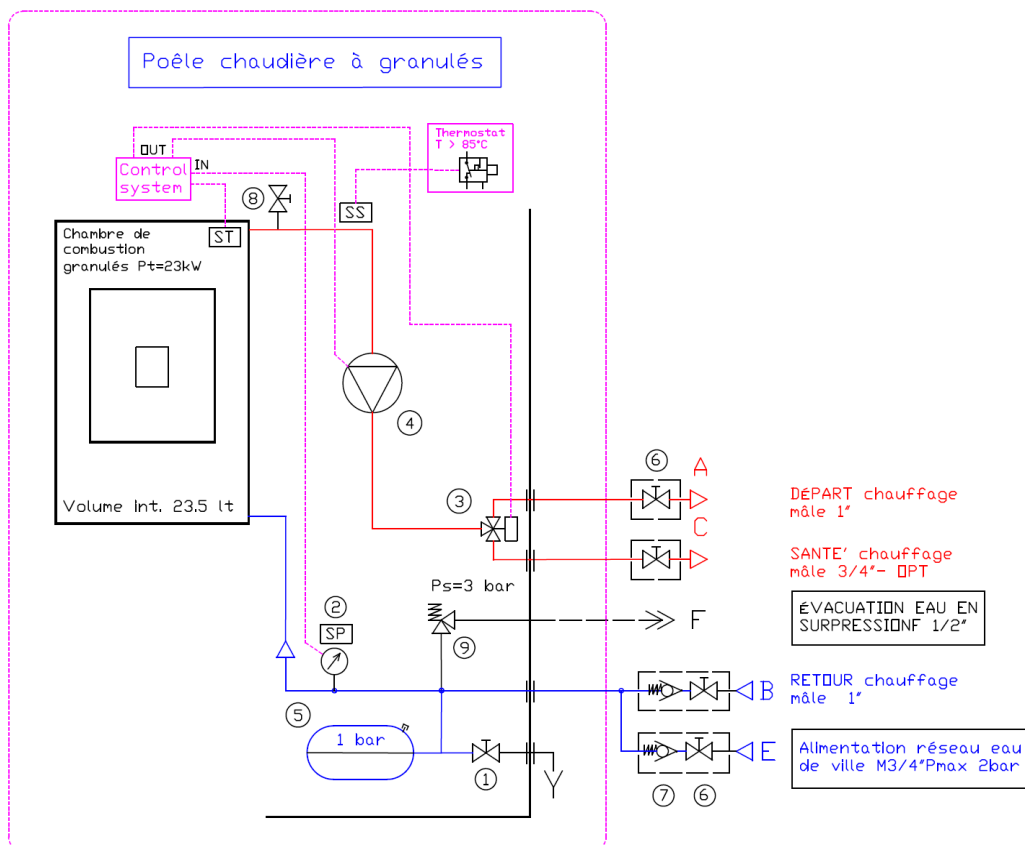 Poêle chaudière à granulés
Thermostat
T > 85°C
OUT
IN
Control
system
8
SS
Chambre de
combustion
granulés Pt=23kW
ST
4
6
A
3
DÉPART chauffage
mâle 1"
C
Volume Int. 23.5 lt
SANTE' chauffage
mâle 3/4"- OPT
Ps=3 bar
2
SP
F
ÉVACUATION EAU EN
SURPRESSIONF 1/2"
9
B
RETOUR chauffage
mâle 1"
5
1 bar
E
Alimentation réseau eau
de ville M3/4"Pmax 2bar
1
7
6